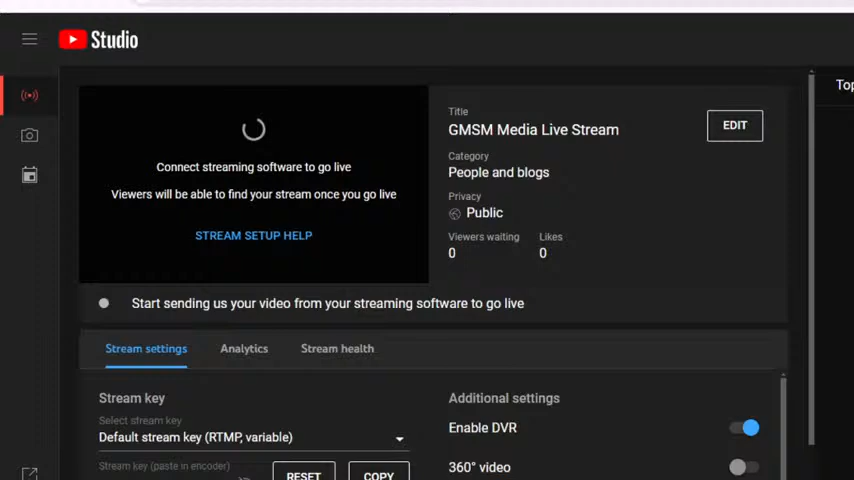 Studio
Top
Connect streaming software to go live
Viewers will be able to find your stream once you go live
STREAM SETUP HELP
Title
GMSM Media Live Stream
EDIT
Category
People and blogs
Privacy
Public
Viewers waiting
Likes
0
0
Start sending us your video from your streaming software to go live
Stream settings
Analytics
Stream health
Stream key
Select stream key
Default stream key (RTMP, variable)
Stream key (paste in encoder)
RESET
COPY
Additional settings
Enable DVR
360° video